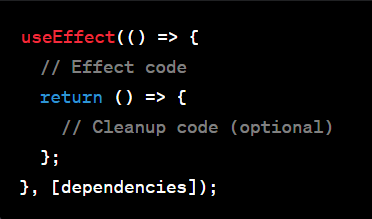 useEffect(() => {
  // Effect code
  return () => {
    // Cleanup code (optional)
  };
}, [dependencies]);